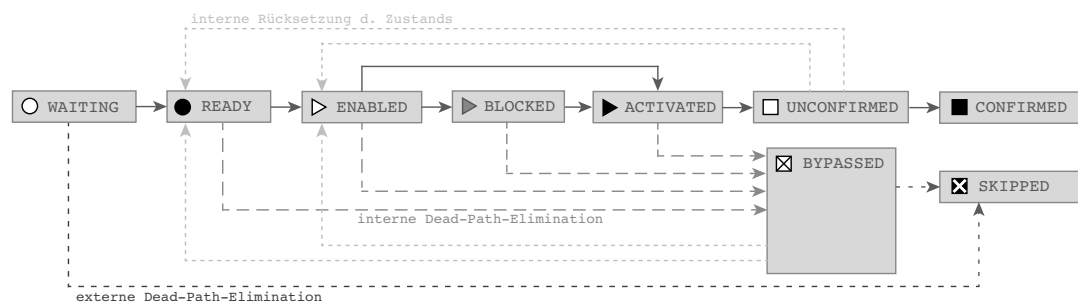 interne Rücksetzung d. Zustands
WAITING
READY
ENABLED
BLOCKED
ACTIVATED
UNCONFIRMED
CONFIRMED
BYPASSED
SKIPPED
interne Dead-Path-Elimination
externe Dead-Path-Elimination